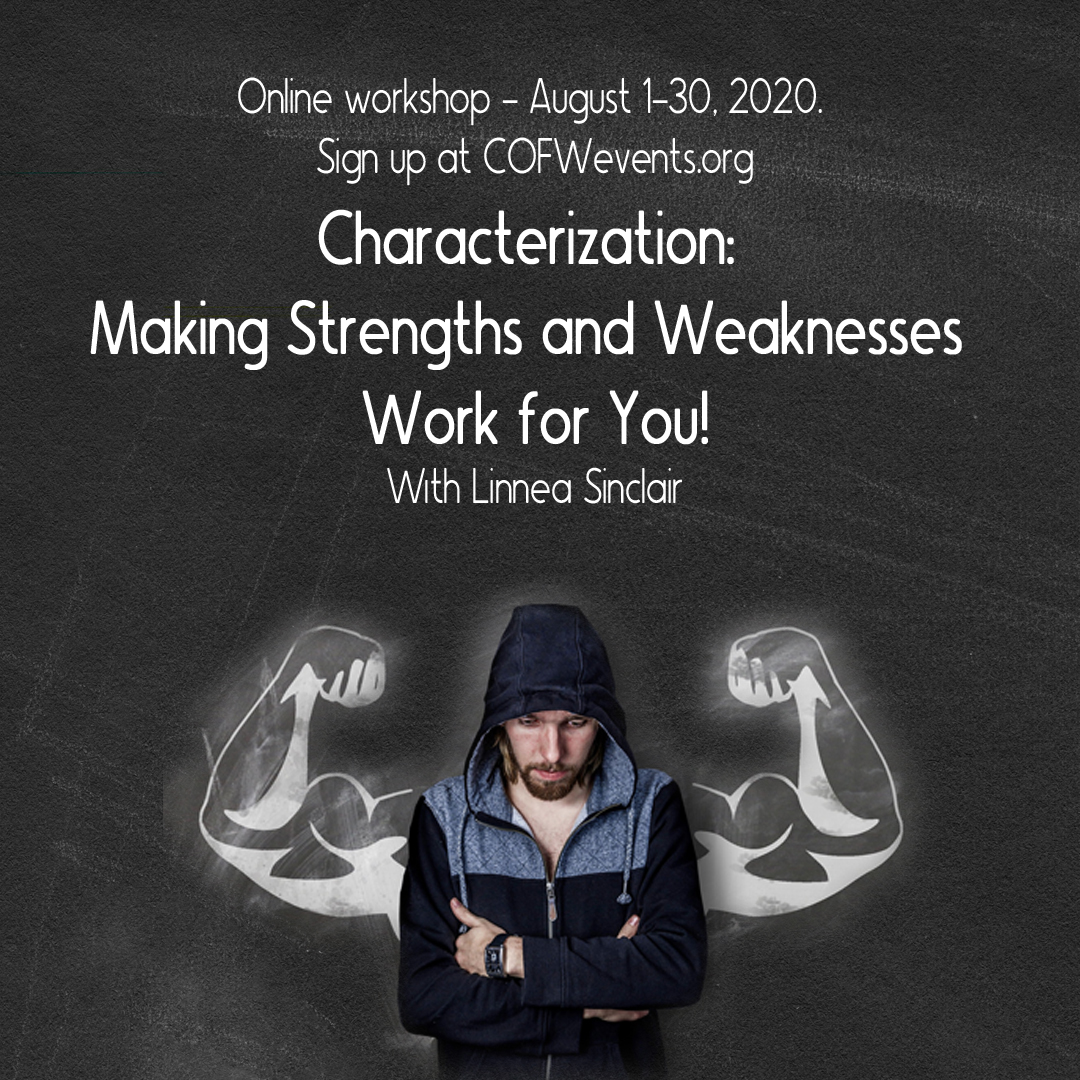 Online workshop – August 1-30, 2020.
Sign up at COFWevents.org
Characterization:
Making Strengths and Weaknesses
Work for You!
With Linnea Sinclair